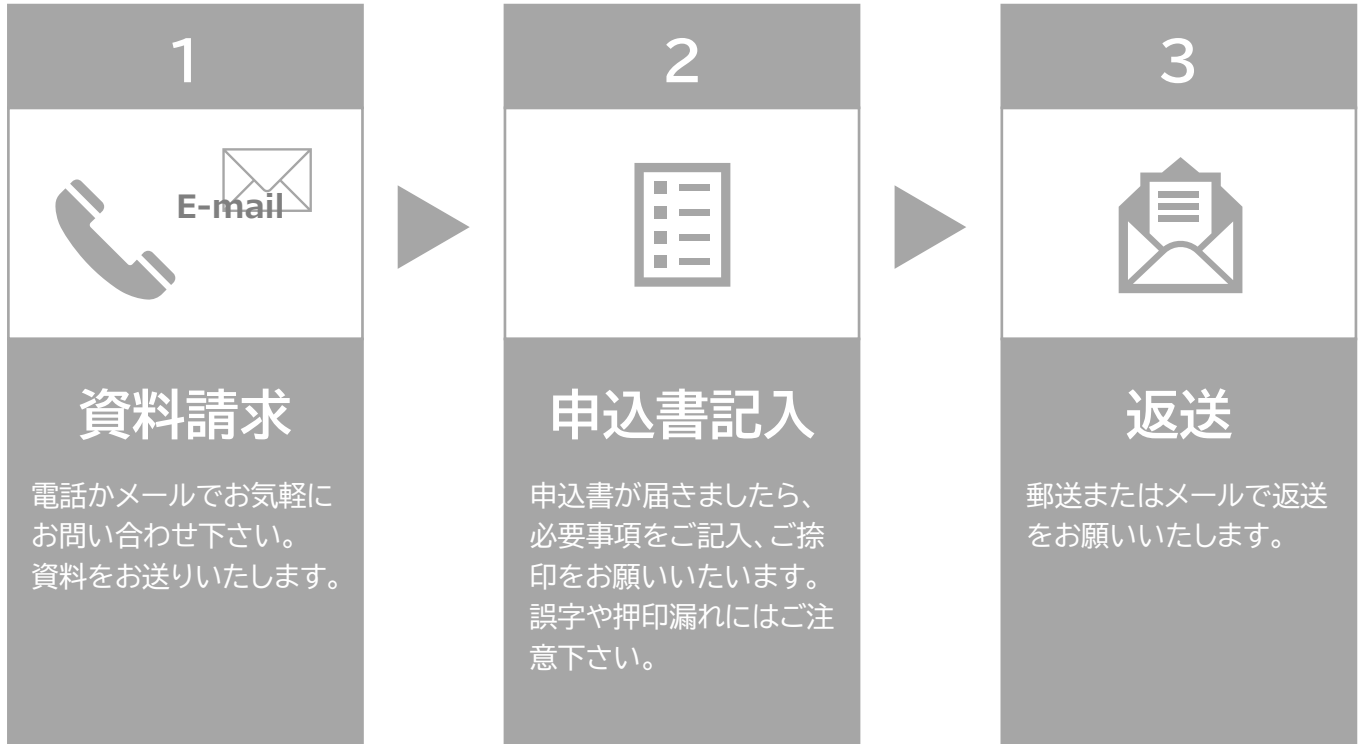 1
E-mail
資料請求
電話かメールでお気軽に
お問い合わせ下さい。
資料をお送りいたします。
2
申込書記入
申込書が届きましたら、
必要事項をご記入、ご捺
印をお願いいたいます。
誤字や押印漏れにはご注
意下さい。
3
返送
郵送またはメールで返送
をお願いいたします。